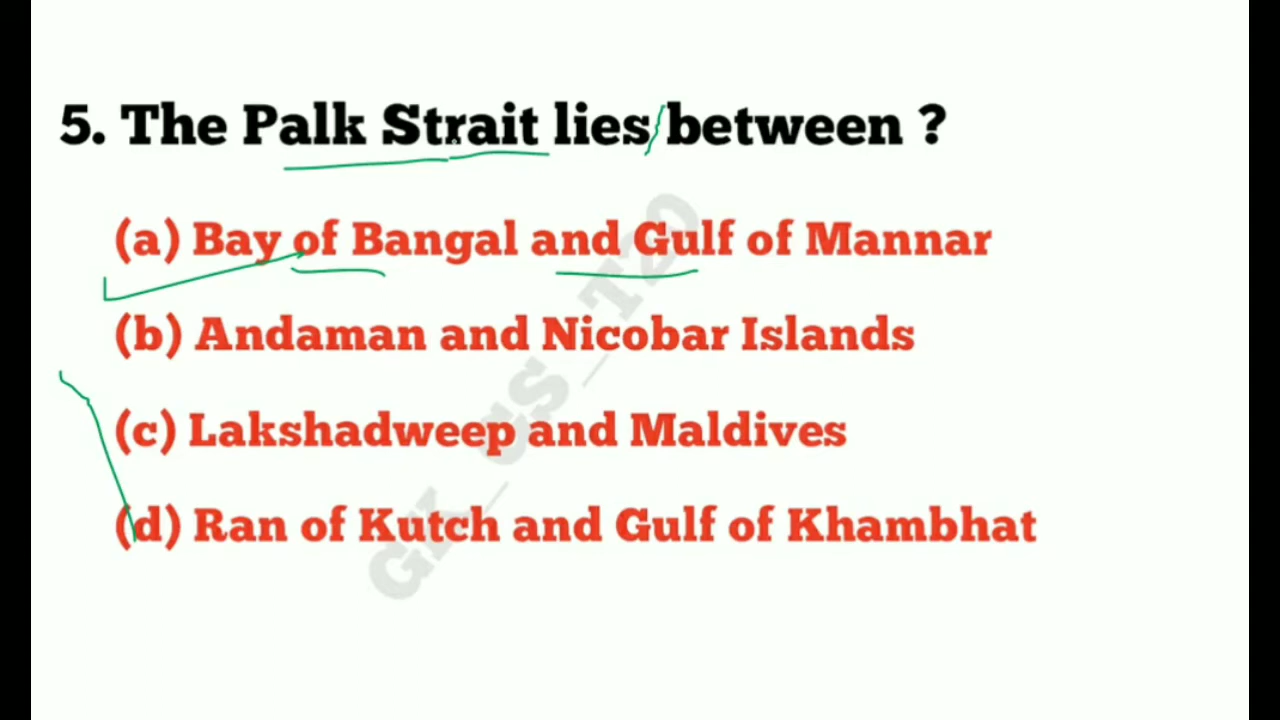 5. The Palk Strait lies between ?
(a) Bay of Bangal and Gulf of Mannar
(b) Andaman and Nicobar Islands
(c) Lakshadweep and Maldives
(d) Ran of Kutch and Gulf of Khambhat
GK_GS_T20